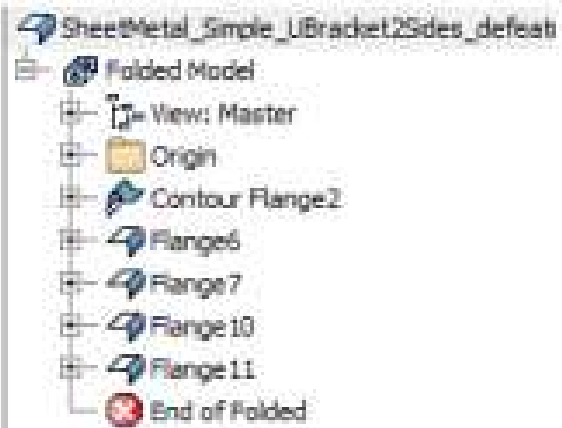 SheetMetal_Simple_UBracket2Sides_defeat
Folded Model
View: Master
Origin
Contour Flange2
Flange6
Flange7
Flange10
Flange11
End of Folded